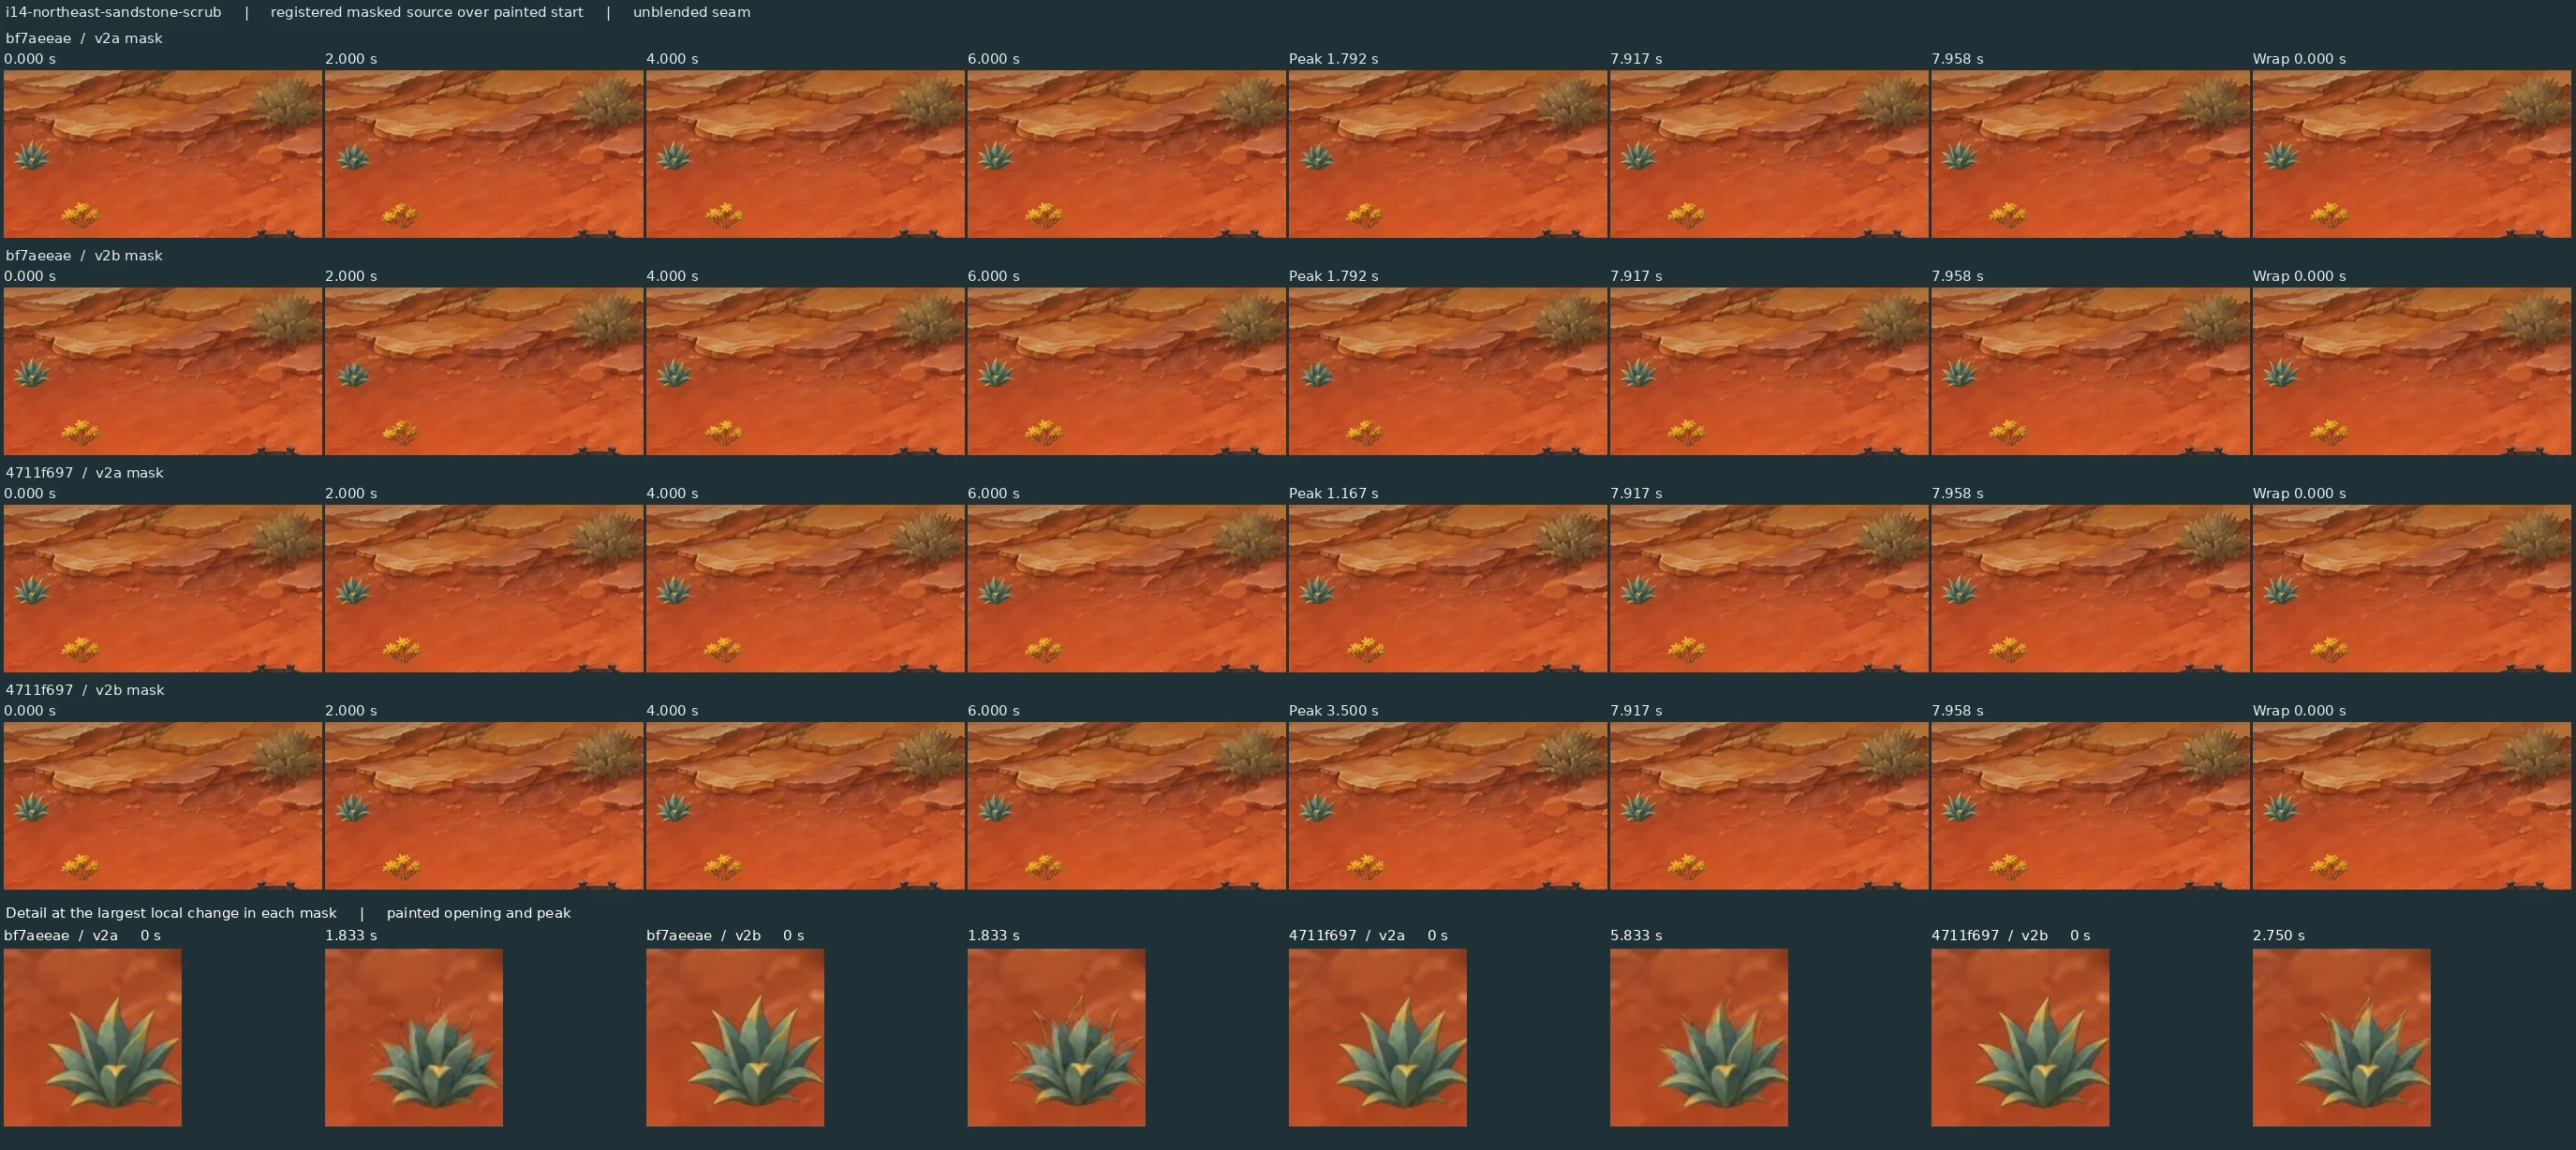 i14-northeast-sandstone-scrub | registered masked source over painted start | unblended seam
bf7aeeae / v2a mask
0.000 s 2.000 s 4.000 s 6.000 s Peak 1.792 s 7.917 s 7.958 s Wrap 0.000 s
bf7aeeae / v2b mask
0.000 s 2.000 s 4.000 s 6.000 s Peak 1.792 s 7.917 s 7.958 s Wrap 0.000 s
4711f697 / v2a mask
0.000 s 2.000 s 4.000 s 6.000 s Peak 1.167 s 7.917 s 7.958 s Wrap 0.000 s
4711f697 / v2b mask
0.000 s 2.000 s 4.000 s 6.000 s Peak 3.500 s 7.917 s 7.958 s Wrap 0.000 s
Detail at the largest local change in each mask | painted opening and peak
bf7aeeae / v2a 0 s 1.833 s bf7aeeae / v2b 0 s 1.833 s 4711f697 / v2a 0 s 5.833 s 4711f697 / v2b 0 s 2.750 s